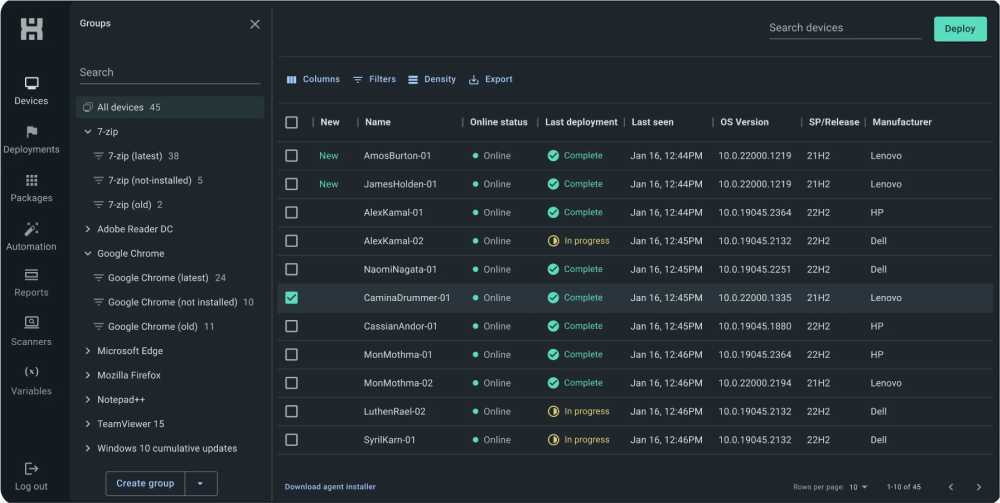 Groups
Search
All devices 45
7-zip
7-zip (latest) 38
7-zip (not-installed) 5
7-zip (old) 2
Adobe Reader DC
Google Chrome
Google Chrome (latest) 24
Google Chrome (not installed) 10
Google Chrome (old) 11
Microsoft Edge
Mozilla Firefox
Notepad++
TeamViewer 15
Windows 10 cumulative updates
Create group
Devices
Deployments
Packages
Automation
Reports
Scanners
(x)
Variables
Log out
Search devices
Deploy
Columns Filters Density Export
New Name Online status Last deployment Last seen OS Version SP/Release Manufacturer
New AmosBurton-01 Online Complete Jan 16, 12:44PM 10.0.22000.1219 21H2 Lenovo
New JamesHolden-01 Online Complete Jan 16, 12:44PM 10.0.22000.1219 21H2 Lenovo
AlexKamal-01 Online Complete Jan 16, 12:44PM 10.0.19045.2364 22H2 HP
AlexKamal-02 Online In progress Jan 16, 12:44PM 10.0.19045.2132 22H2 Dell
NaomiNagata-01 Online Complete Jan 16, 12:45PM 10.0.19045.2251 22H2 Dell
CaminaDrummer-01 Online Complete Jan 16, 12:45PM 10.0.22000.1335 21H2 Lenovo
CassianAndor-01 Online Complete Jan 16, 12:45PM 10.0.19045.1880 22H2 HP
MonMothma-01 Online Complete Jan 16, 12:46PM 10.0.19045.2364 22H2 HP
MonMothma-02 Online Complete Jan 16, 12:46PM 10.0.22000.2194 21H2 Lenovo
LuthenRael-02 Online In progress Jan 16, 12:46PM 10.0.19045.2132 22H2 Dell
SyrilKarn-01 Online In progress Jan 16, 12:46PM 10.0.19045.2132 22H2 Dell
Download agent installer
Rows per page: 10 1-10 of 45